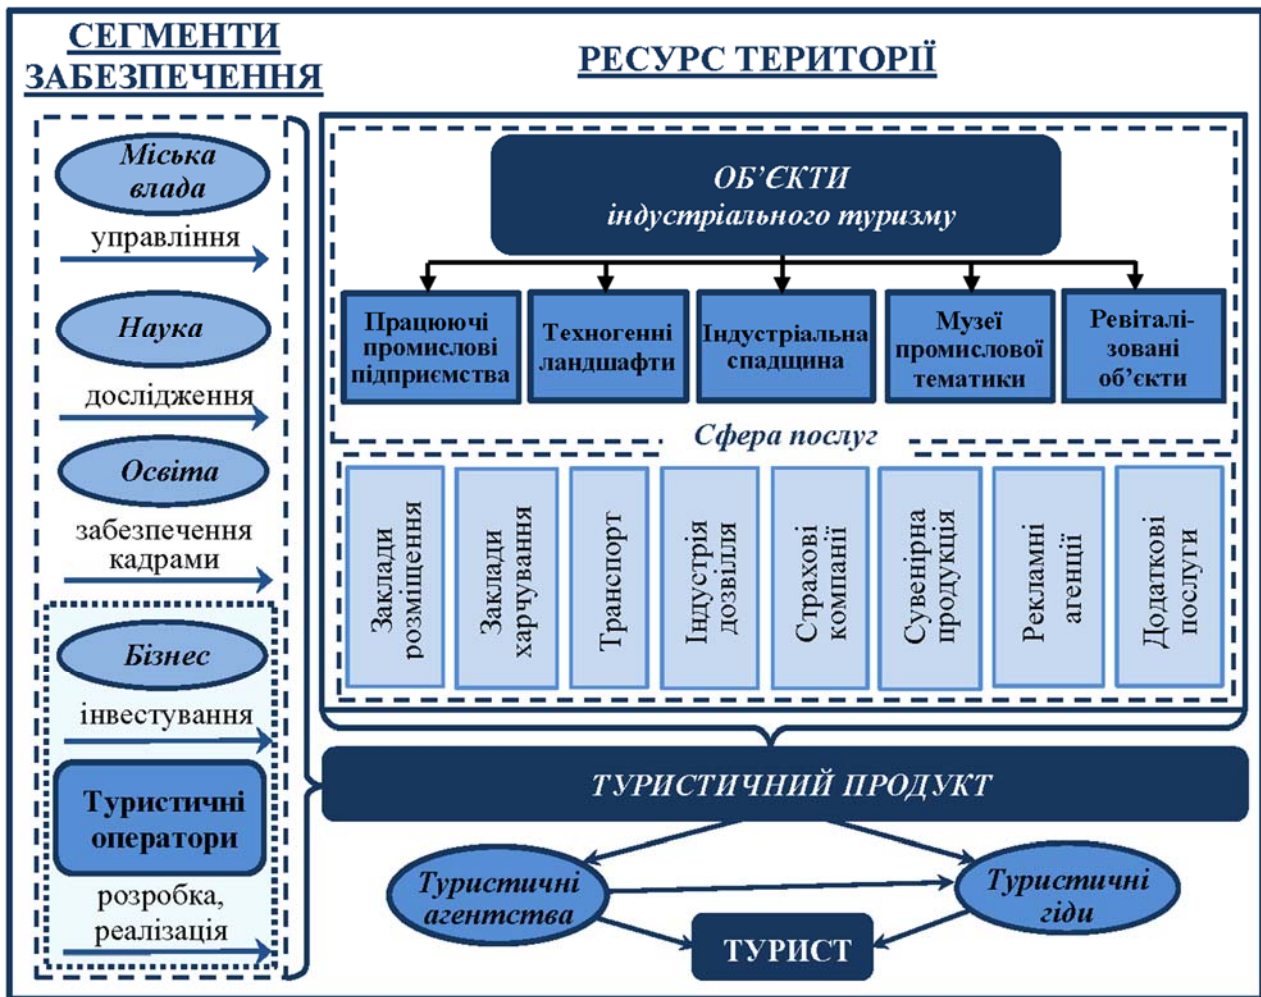 СЕГМЕНТИ
ЗАБЕЗПЕЧЕННЯ
Міська
влада
управління
Наука
дослідження
Освіта
забезпечення
кадрами
Бізнес
інвестування
Туристичні
оператори
розробка,
реалізація
РЕСУРС ТЕРИТОРІЇ
ОБ’ЄКТИ
індустріального туризму
Працюючі
промислові
підприємства
Техногенні
ландшафти
Індустріальна
спадщина
Музеї
промислової
тематики
Ревіталі-
зовані
об’єкти
Сфера послуг
Заклади
розміщення
Заклади
харчування
Транспорт
Індустрія
дозвілля
Страхові
компанії
Сувенірна
продукція
Рекламні
агенції
Додаткові
послуги
ТУРИСТИЧНИЙ ПРОДУКТ
Туристичні
агентства
Туристичні
гіди
ТУРИСТ